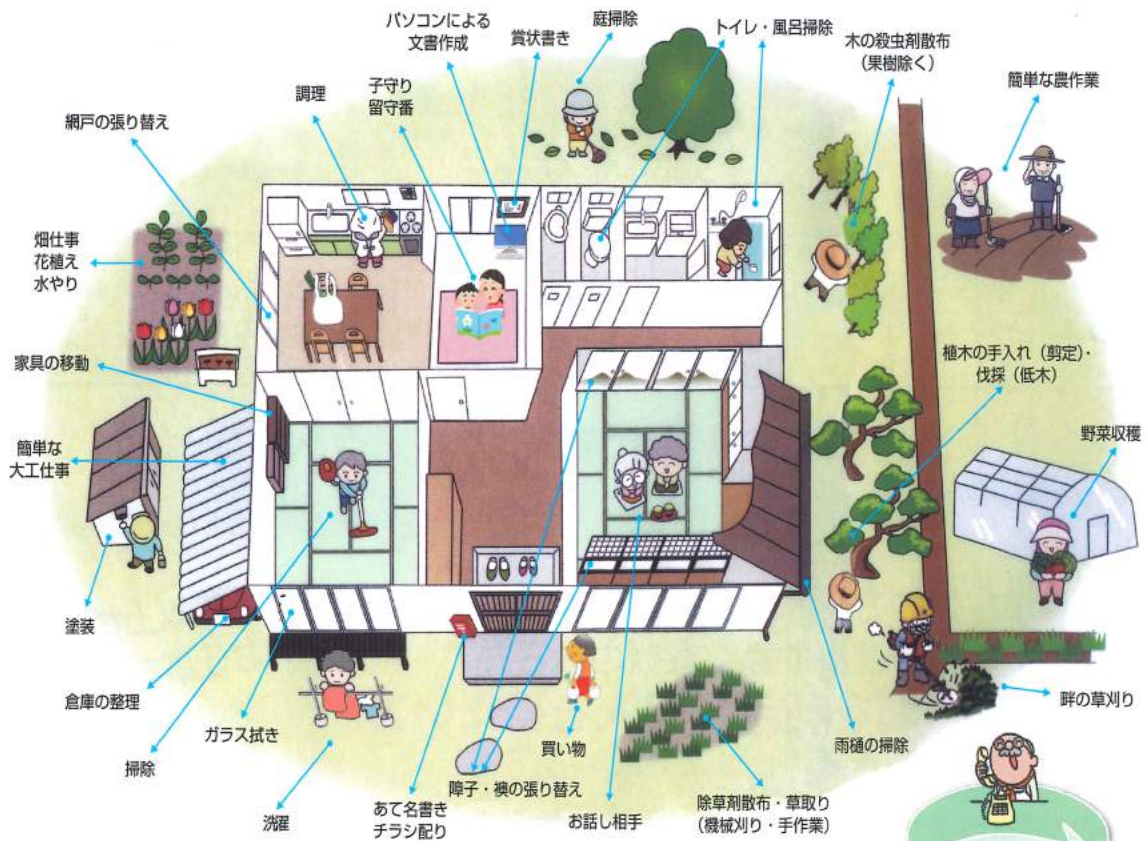 パソコンによる
文書作成
賞状書き
庭掃除
トイレ・風呂掃除
木の殺虫剤散布
(果樹除く)
簡単な農作業
子守り
留守番
調理
網戸の張り替え
畑仕事
花植え
水やり
家具の移動
簡単な
大工仕事
植木の手入れ(剪定)・
伐採(低木)
野菜収穫
塗装
倉庫の整理
ガラス拭き
掃除
洗濯
あて名書き
チラシ配り
障子・襖の張り替え
買い物
お話し相手
除草剤散布・草取り
(機械刈り・手作業)
雨樋の掃除
畔の草刈り